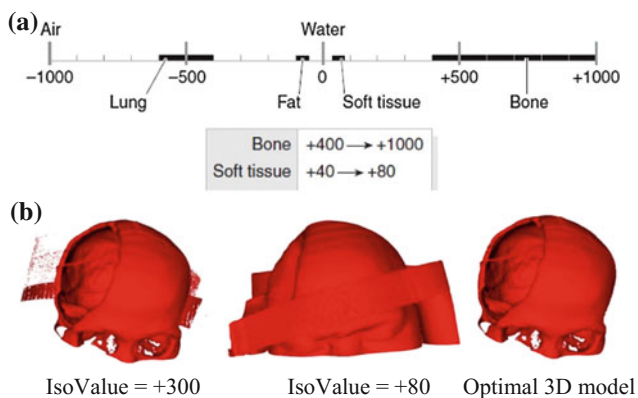 (a)
Air
Water
−1000
−500
0
+500
+1000
Lung
Fat
Soft tissue
Bone
Bone +400 → +1000
Soft tissue +40 → +80
(b)
IsoValue = +300
IsoValue = +80
Optimal 3D model